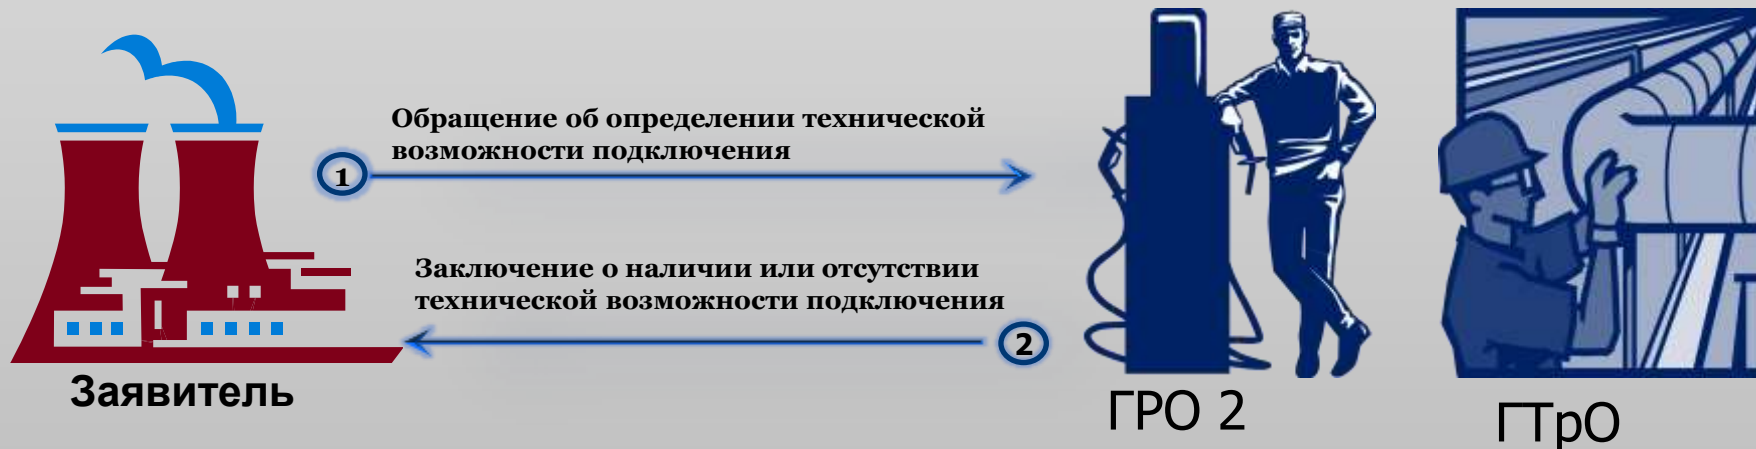 Обращение об определении технической
возможности подключения
1
Заключение о наличии или отсутствии
технической возможности подключения
2
Заявитель
ГРО 2
ГТрО